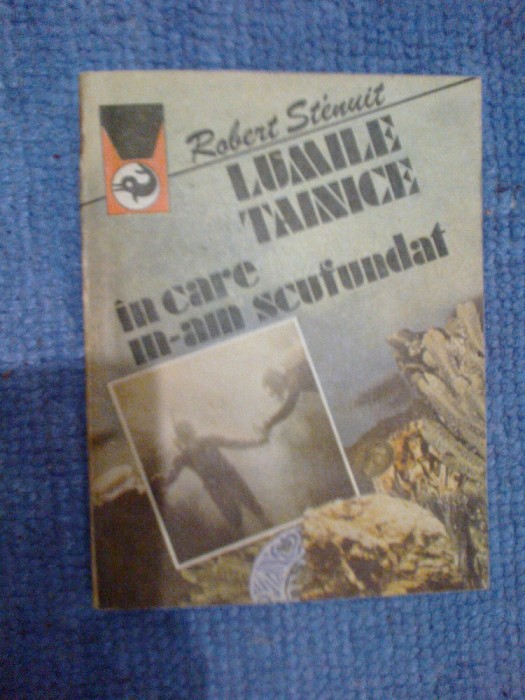 Robert Sténuit
LUMILE
TAINICE
în care
m-am scufundat